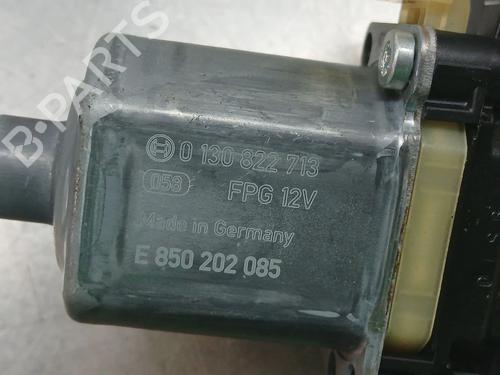 B-PARTS
0 130 822 713
058 FPG 12V
Made in Germany
E 850 202 085